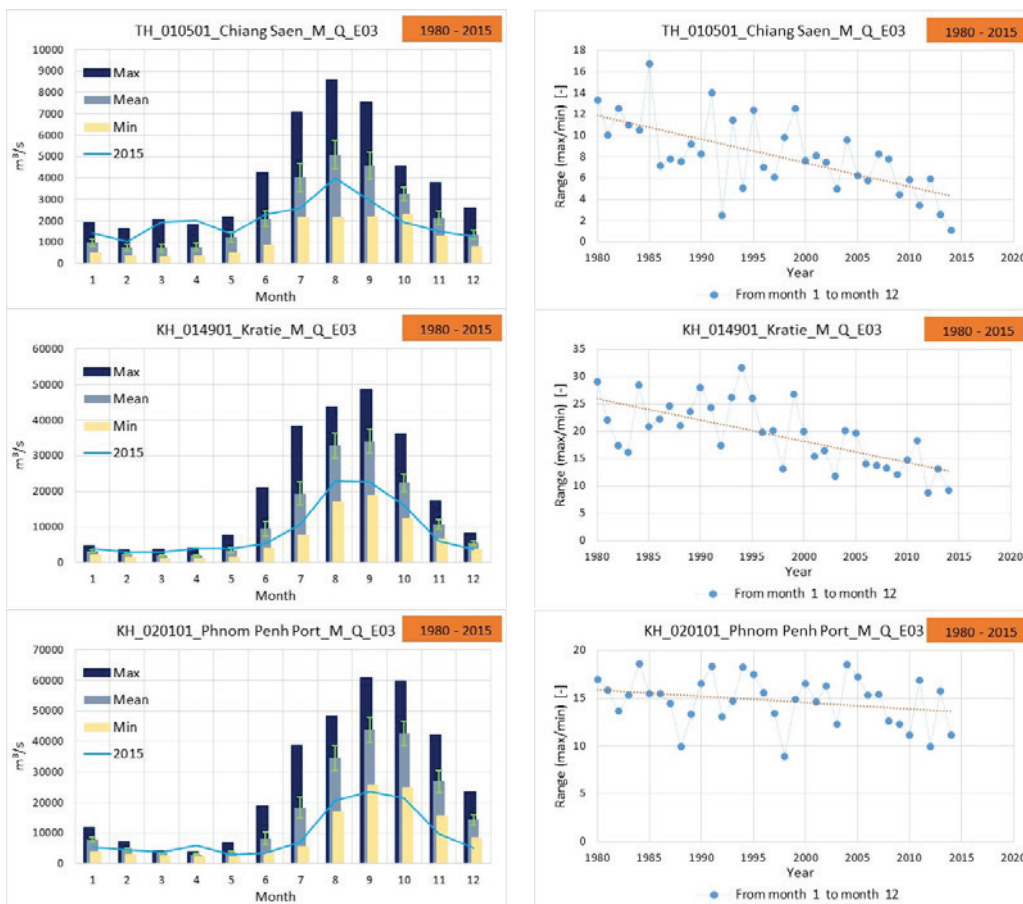 TH_010501_Chiang Saen_M_Q_E03
1980 - 2015
10000
9000
8000
7000
6000
5000
4000
3000
2000
1000
0
m³/s
Max
Mean
Min
2015
1 2 3 4 5 6 7 8 9 10 11 12
Month
TH_010501_Chiang Saen_M_Q_E03
1980 - 2015
18
16
14
12
10
8
6
4
2
0
Range (max/min) [-]
1980 1985 1990 1995 2000 2005 2010 2015 2020
Year
From month 1 to month 12
KH_014901_Kratie_M_Q_E03
1980 - 2015
60000
50000
40000
30000
20000
10000
0
m³/s
Max
Mean
Min
2015
1 2 3 4 5 6 7 8 9 10 11 12
Month
KH_014901_Kratie_M_Q_E03
1980 - 2015
35
30
25
20
15
10
5
0
Range (max/min) [-]
1980 1985 1990 1995 2000 2005 2010 2015 2020
Year
From month 1 to month 12
KH_020101_Phnom Penh Port_M_Q_E03
1980 - 2015
70000
60000
50000
40000
30000
20000
10000
0
m³/s
Max
Mean
Min
2015
1 2 3 4 5 6 7 8 9 10 11 12
Month
KH_020101_Phnom Penh Port_M_Q_E03
1980 - 2015
20
15
10
5
0
Range (max/min) [-]
1980 1985 1990 1995 2000 2005 2010 2015 2020
Year
From month 1 to month 12